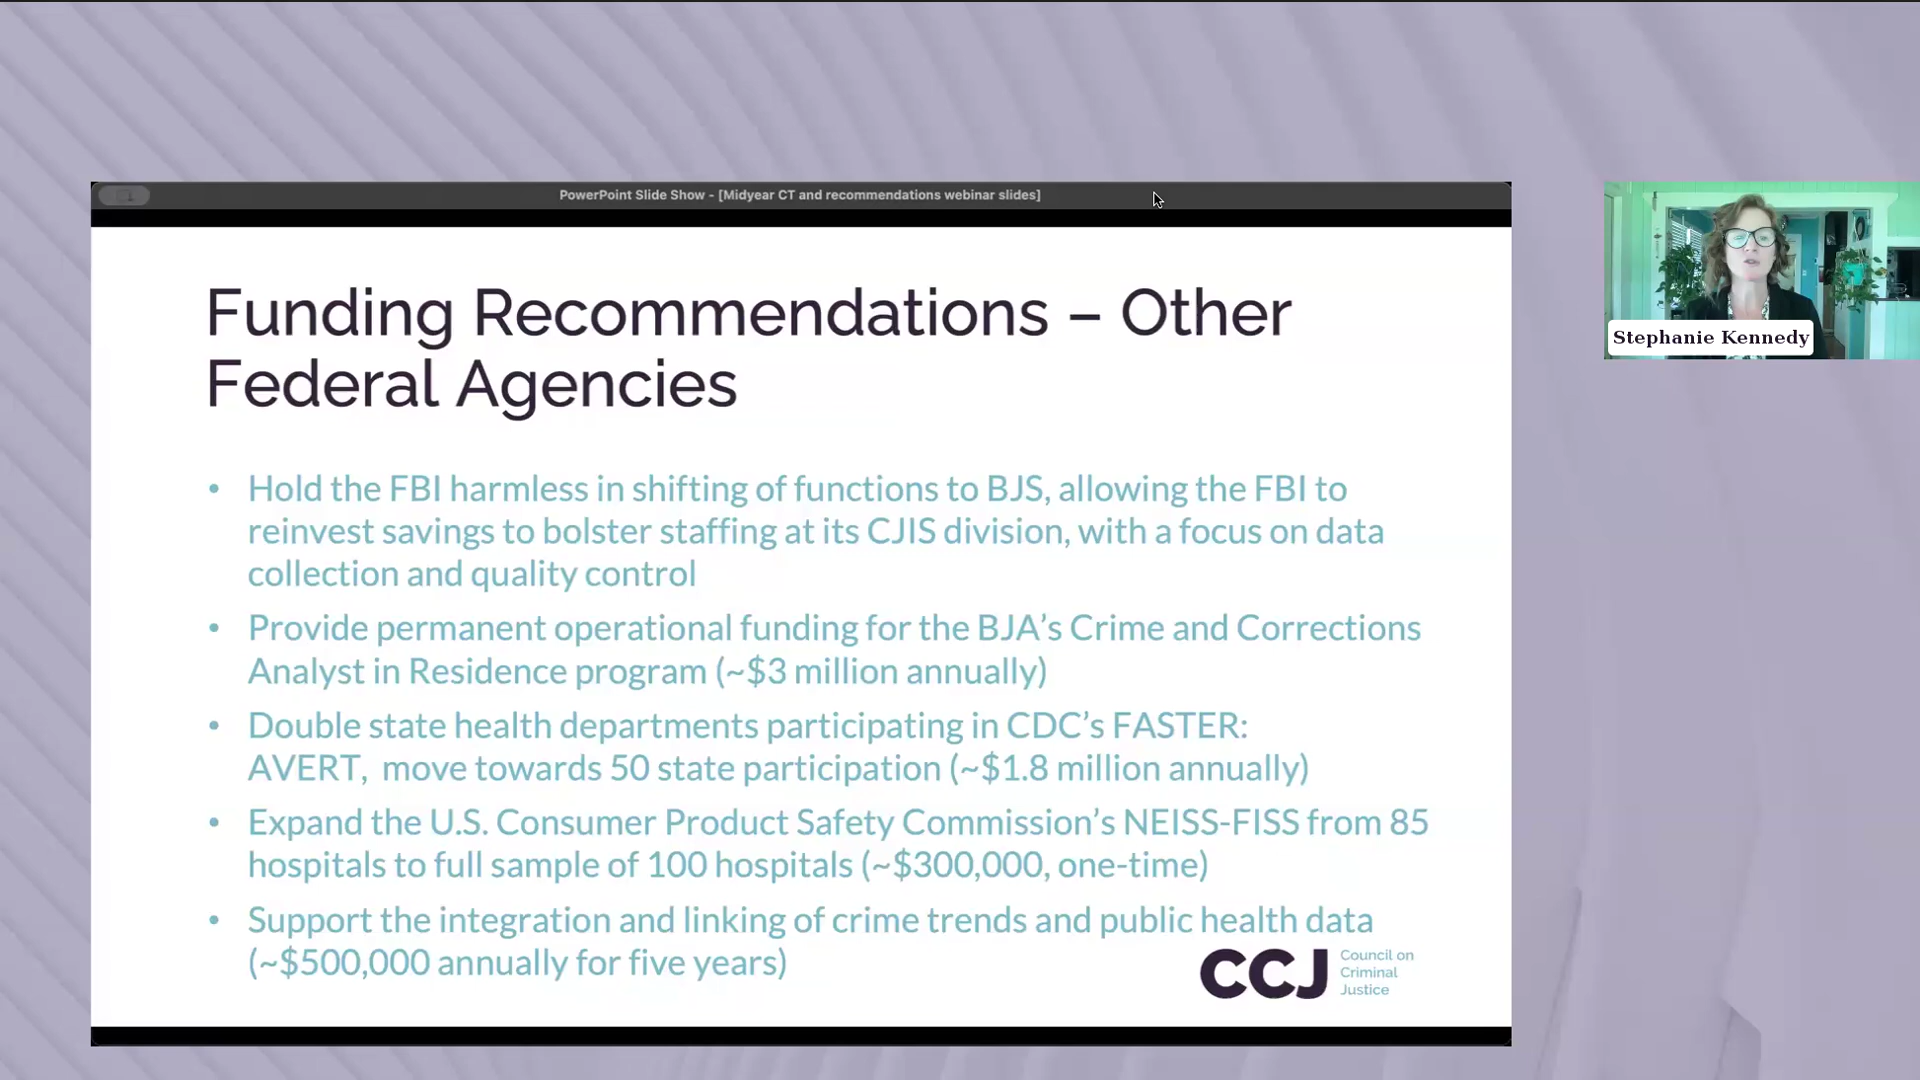 PowerPoint Slide Show - [Midyear CT and recommendations webinar slides]
Funding Recommendations – Other
Federal Agencies
• Hold the FBI harmless in shifting of functions to BJS, allowing the FBI to
reinvest savings to bolster staffing at its CJIS division, with a focus on data
collection and quality control
• Provide permanent operational funding for the BJA’s Crime and Corrections
Analyst in Residence program (~$3 million annually)
• Double state health departments participating in CDC’s FASTER:
AVERT, move towards 50 state participation (~$1.8 million annually)
• Expand the U.S. Consumer Product Safety Commission’s NEISS-FISS from 85
hospitals to full sample of 100 hospitals (~$300,000, one-time)
• Support the integration and linking of crime trends and public health data
(~$500,000 annually for five years)
CCJ
Council on
Criminal
Justice
Stephanie Kennedy